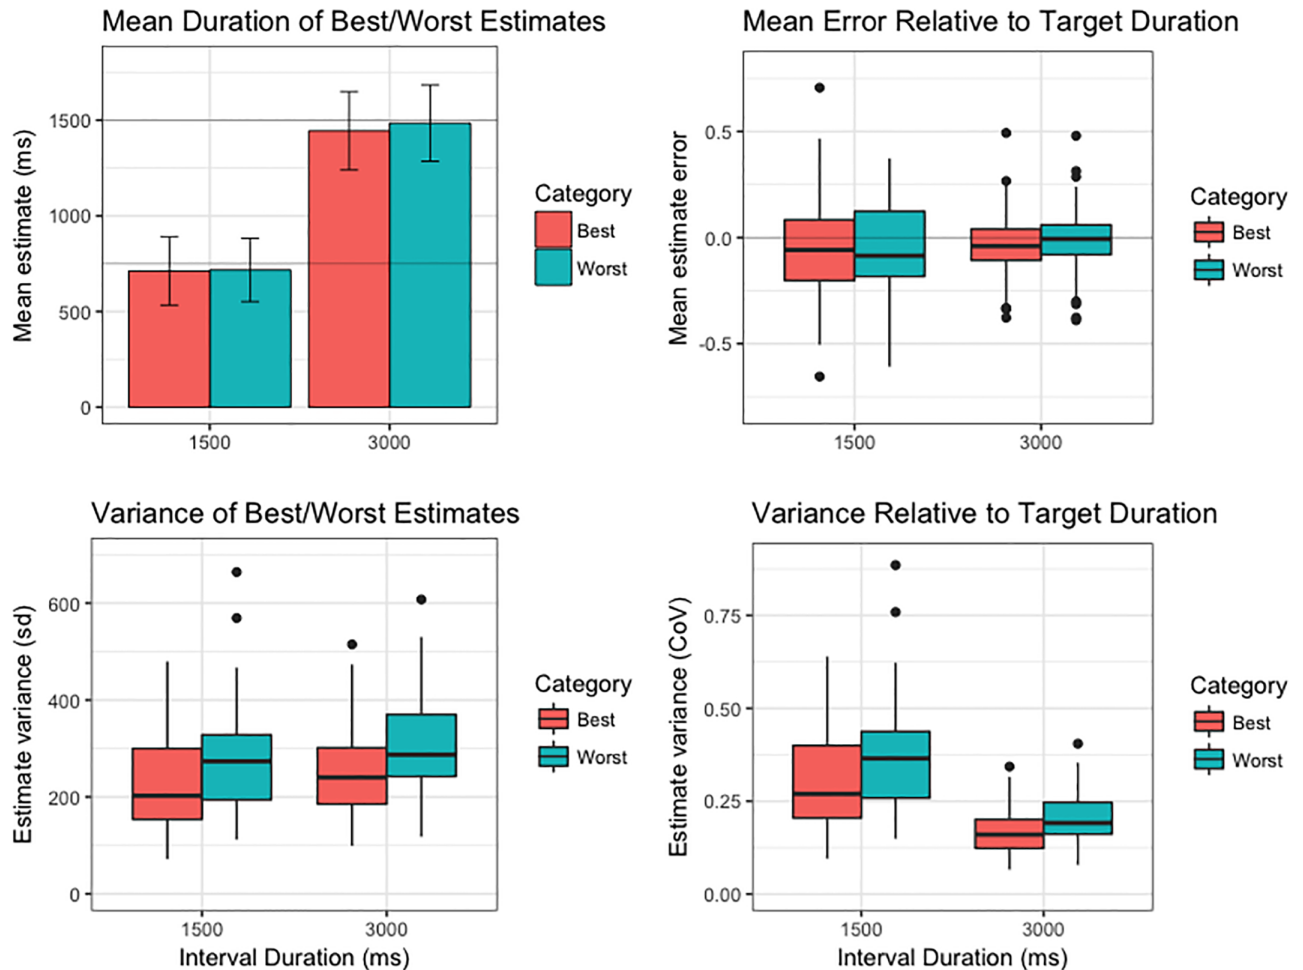 Mean Duration of Best/Worst Estimates
Mean estimate (ms)
1500
1000
500
0
1500
3000
Category
Best
Worst
Mean Error Relative to Target Duration
Mean estimate error
0.5
0.0
-0.5
1500
3000
Category
Best
Worst
Variance of Best/Worst Estimates
Estimate variance (sd)
600
400
200
0
1500
3000
Interval Duration (ms)
Category
Best
Worst
Variance Relative to Target Duration
Estimate variance (CoV)
0.75
0.50
0.25
0.00
1500
3000
Interval Duration (ms)
Category
Best
Worst